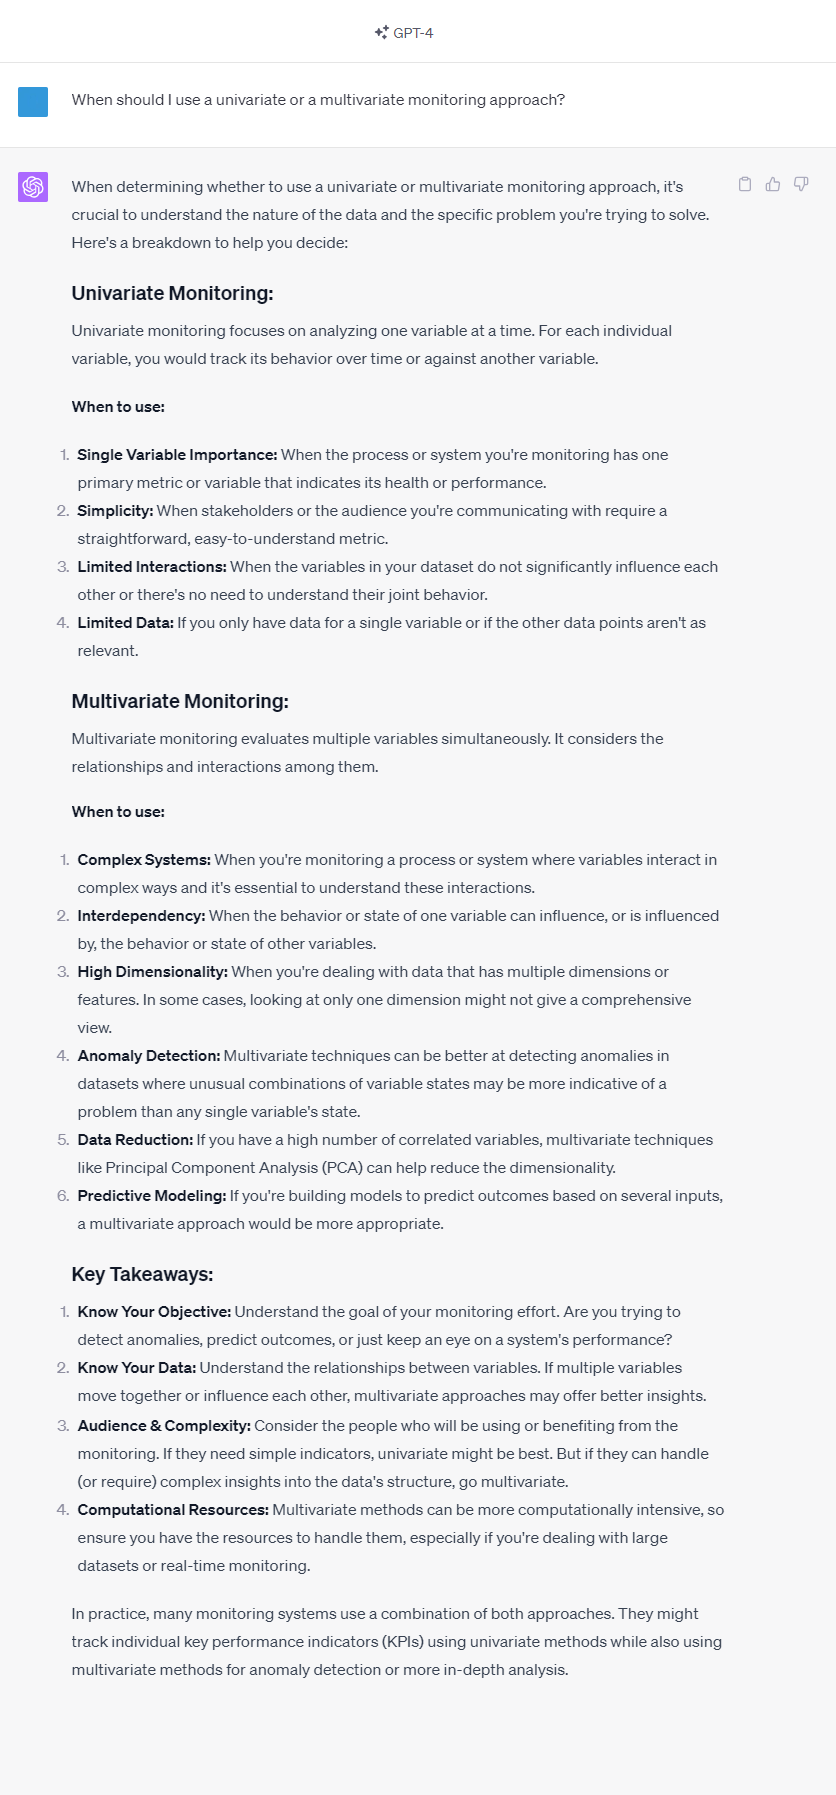 GPT-4
When should I use a univariate or a multivariate monitoring approach?
When determining whether to use a univariate or multivariate monitoring approach, it's
crucial to understand the nature of the data and the specific problem you're trying to solve.
Here's a breakdown to help you decide:
Univariate Monitoring:
Univariate monitoring focuses on analyzing one variable at a time. For each individual
variable, you would track its behavior over time or against another variable.
When to use:
1. Single Variable Importance: When the process or system you're monitoring has one
primary metric or variable that indicates its health or performance.
2. Simplicity: When stakeholders or the audience you're communicating with require a
straightforward, easy-to-understand metric.
3. Limited Interactions: When the variables in your dataset do not significantly influence each
other or there's no need to understand their joint behavior.
4. Limited Data: If you only have data for a single variable or if the other data points aren't as
relevant.
Multivariate Monitoring:
Multivariate monitoring evaluates multiple variables simultaneously. It considers the
relationships and interactions among them.
When to use:
1. Complex Systems: When you're monitoring a process or system where variables interact in
complex ways and it's essential to understand these interactions.
2. Interdependency: When the behavior or state of one variable can influence, or is influenced
by, the behavior or state of other variables.
3. High Dimensionality: When you're dealing with data that has multiple dimensions or
features. In some cases, looking at only one dimension might not give a comprehensive
view.
4. Anomaly Detection: Multivariate techniques can be better at detecting anomalies in
datasets where unusual combinations of variable states may be more indicative of a
problem than any single variable's state.
5. Data Reduction: If you have a high number of correlated variables, multivariate techniques
like Principal Component Analysis (PCA) can help reduce the dimensionality.
6. Predictive Modeling: If you're building models to predict outcomes based on several inputs,
a multivariate approach would be more appropriate.
Key Takeaways:
1. Know Your Objective: Understand the goal of your monitoring effort. Are you trying to
detect anomalies, predict outcomes, or just keep an eye on a system's performance?
2. Know Your Data: Understand the relationships between variables. If multiple variables
move together or influence each other, multivariate approaches may offer better insights.
3. Audience & Complexity: Consider the people who will be using or benefiting from the
monitoring. If they need simple indicators, univariate might be best. But if they can handle
(or require) complex insights into the data's structure, go multivariate.
4. Computational Resources: Multivariate methods can be more computationally intensive, so
ensure you have the resources to handle them, especially if you're dealing with large
datasets or real-time monitoring.
In practice, many monitoring systems use a combination of both approaches. They might
track individual key performance indicators (KPIs) using univariate methods while also using
multivariate methods for anomaly detection or more in-depth analysis.